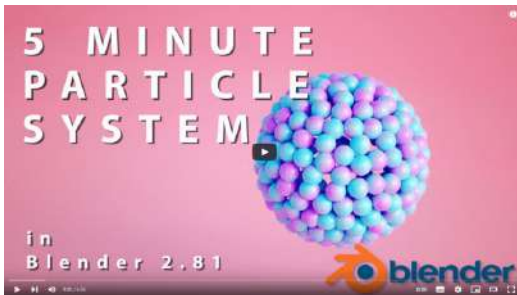 5 MINUTE
PARTICLE
SYSTEM
in
Blender 2.81
blender